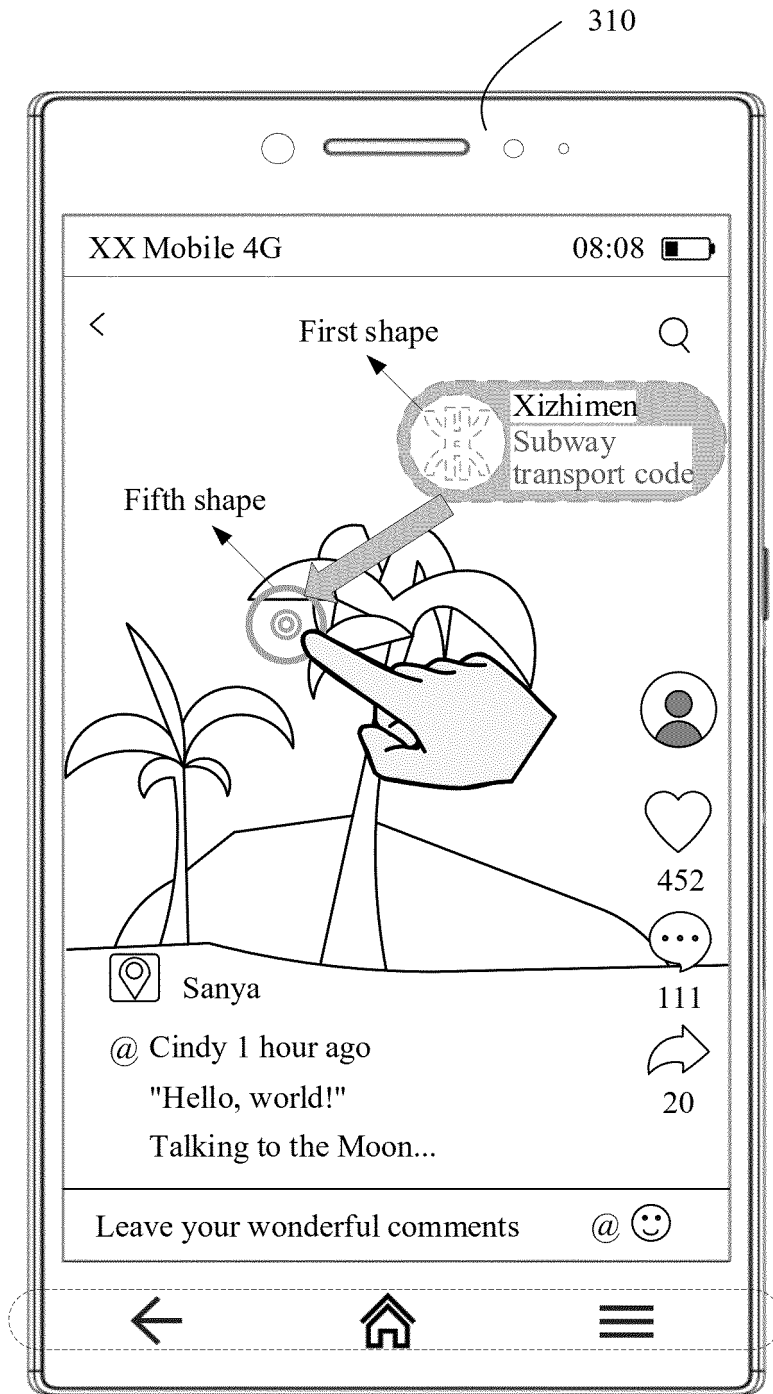 310
XX Mobile 4G
08:08
First shape
Xizhimen
Subway
transport code
Fifth shape
452
111
Sanya
@ Cindy 1 hour ago
20
"Hello, world!"
Talking to the Moon...
Leave your wonderful comments @